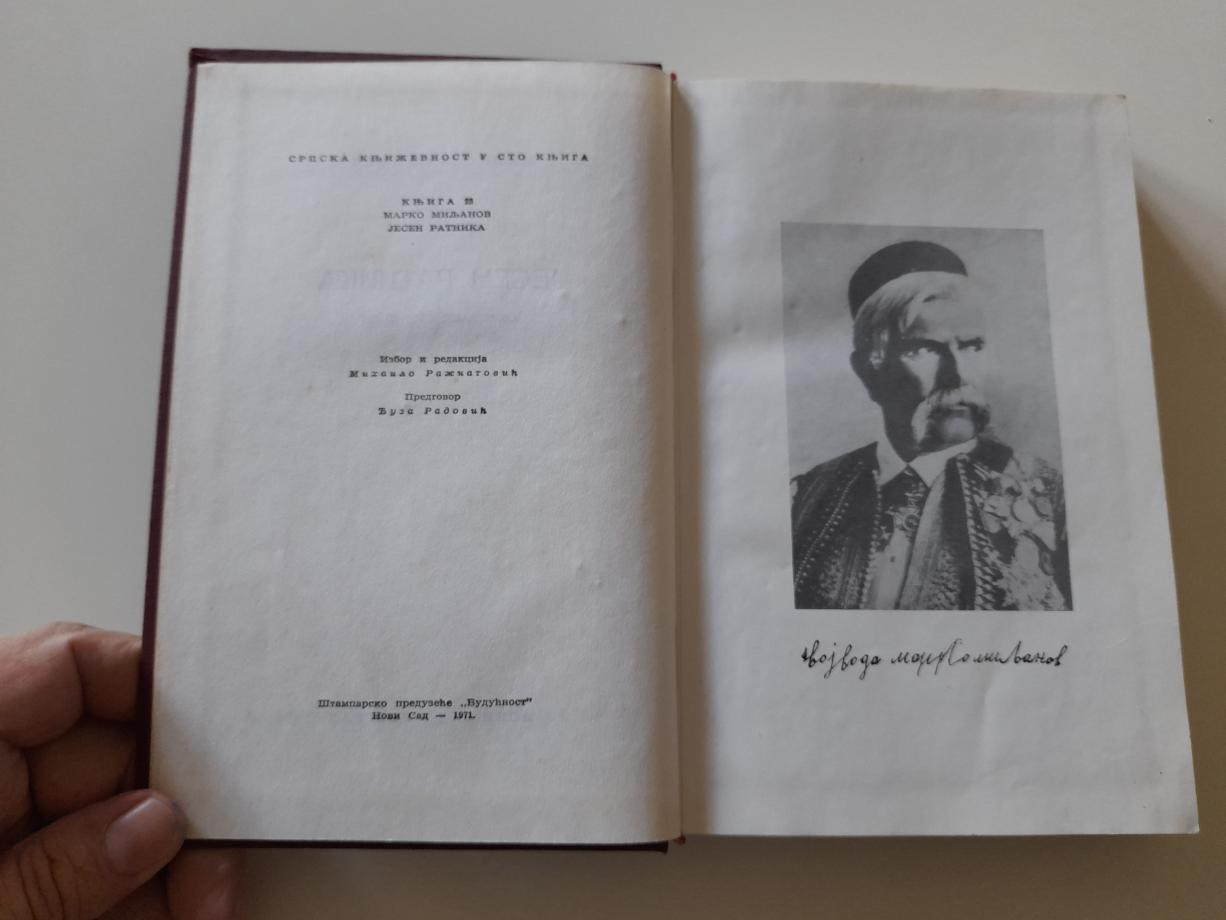 СРПСКА КЊИЖЕВНОСТ У СТО КЊИГА
КЊИГА
МАРКО МИЉАНОВ
ЈЕСЕН РАТНИКА
Избор и редакција
Михаило Ражнатовић
Предговор
Ђуза Радовић
Штампарско предузеће „Будућност"
Нови Сад — 1971.
војвода марко миљанов